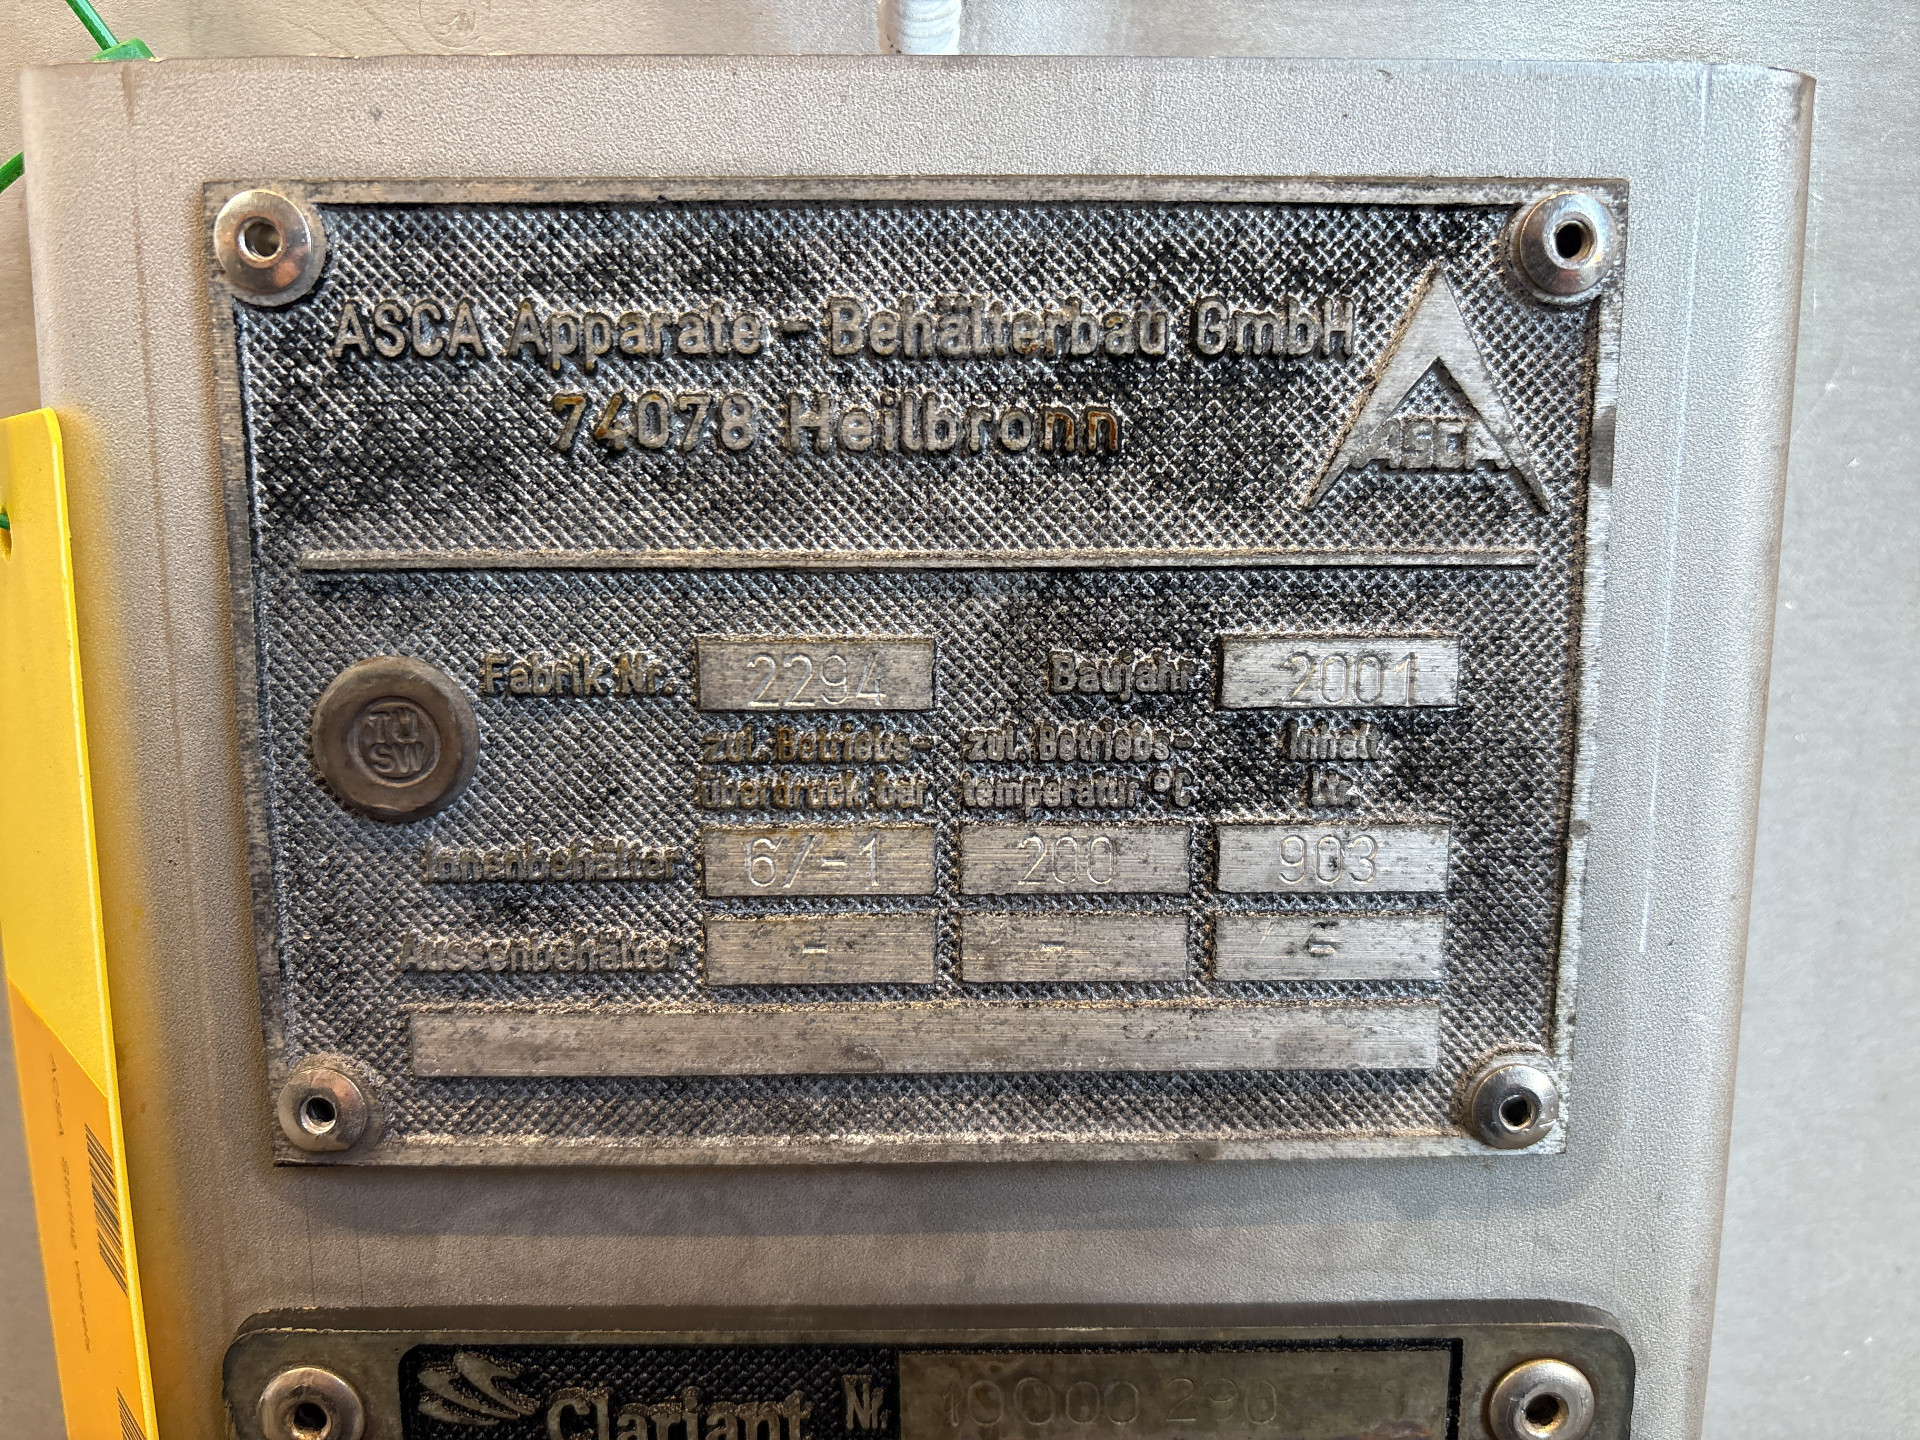 ASCA Apparate - Behälterbau GmbH
74078 Heilbronn
ASCA
Fabrik Nr. 2294 Baujahr 2001
TÜ
SW
zul. Betriebs- zul. Betriebs- Inhalt
überdruck bar temperatur °C Ltr.
Innenbehälter 6/-1 200 903
Aussenbehälter - - -
Clariant Nr. 10000290